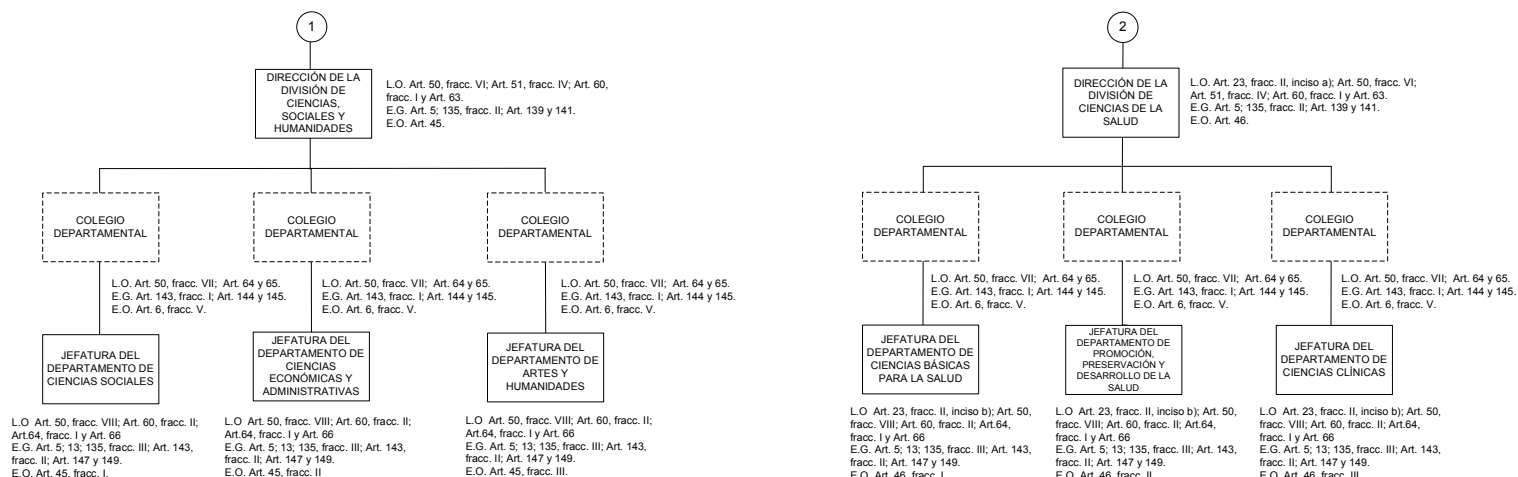 1
DIRECCIÓN DE LA
DIVISIÓN DE
CIENCIAS,
SOCIALES Y
HUMANIDADES
L.O. Art. 50, fracc. VI; Art. 51, fracc. IV; Art. 60,
fracc. I y Art. 63.
E.G. Art. 5; 135, fracc. II; Art. 139 y 141.
E.O. Art. 45.
COLEGIO
DEPARTAMENTAL
COLEGIO
DEPARTAMENTAL
COLEGIO
DEPARTAMENTAL
L.O. Art. 50, fracc. VII; Art. 64 y 65.
E.G. Art. 143, fracc. I; Art. 144 y 145.
E.O. Art. 6, fracc. V.
L.O. Art. 50, fracc. VII; Art. 64 y 65.
E.G. Art. 143, fracc. I; Art. 144 y 145.
E.O. Art. 6, fracc. V.
L.O. Art. 50, fracc. VII; Art. 64 y 65.
E.G. Art. 143, fracc. I; Art. 144 y 145.
E.O. Art. 6, fracc. V.
JEFATURA DEL
DEPARTAMENTO DE
CIENCIAS SOCIALES
JEFATURA DEL
DEPARTAMENTO DE
CIENCIAS
ECONÓMICAS Y
ADMINISTRATIVAS
JEFATURA DEL
DEPARTAMENTO DE
ARTES Y
HUMANIDADES
L.O Art. 50, fracc. VIII; Art. 60, fracc. II;
Art.64, fracc. I y Art. 66
E.G. Art. 5; 13; 135, fracc. III; Art. 143,
fracc. II; Art. 147 y 149.
E.O. Art. 45, fracc. I.
L.O. Art. 50, fracc. VIII; Art. 60, fracc. II;
Art.64, fracc. I y Art. 66
E.G. Art. 5; 13; 135, fracc. III; Art. 143,
fracc. II; Art. 147 y 149.
E.O. Art. 45, fracc. II
L.O. Art. 50, fracc. VIII; Art. 60, fracc. II;
Art.64, fracc. I y Art. 66
E.G. Art. 5; 13; 135, fracc. III; Art. 143,
fracc. II; Art. 147 y 149.
E.O. Art. 45, fracc. III.
2
DIRECCIÓN DE LA
DIVISIÓN DE
CIENCIAS DE LA
SALUD
L.O. Art. 23, fracc. II, inciso a); Art. 50, fracc. VI;
Art. 51, fracc. IV; Art. 60, fracc. I y Art. 63.
E.G. Art. 5; 135, fracc. II; Art. 139 y 141.
E.O. Art. 46.
COLEGIO
DEPARTAMENTAL
COLEGIO
DEPARTAMENTAL
COLEGIO
DEPARTAMENTAL
L.O. Art. 50, fracc. VII; Art. 64 y 65.
E.G. Art. 143, fracc. I; Art. 144 y 145.
E.O. Art. 6, fracc. V.
L.O. Art. 50, fracc. VII; Art. 64 y 65.
E.G. Art. 143, fracc. I; Art. 144 y 145.
E.O. Art. 6, fracc. V.
L.O. Art. 50, fracc. VII; Art. 64 y 65.
E.G. Art. 143, fracc. I; Art. 144 y 145.
E.O. Art. 6, fracc. V.
JEFATURA DEL
DEPARTAMENTO DE
CIENCIAS BÁSICAS
PARA LA SALUD
JEFATURA DEL
DEPARTAMENTO DE
PROMOCIÓN,
PRESERVACIÓN Y
DESARROLLO DE LA
SALUD
JEFATURA DEL
DEPARTAMENTO DE
CIENCIAS CLÍNICAS
L.O Art. 23, fracc. II, inciso b); Art. 50,
fracc. VIII; Art. 60, fracc. II; Art.64,
fracc. I y Art. 66
E.G. Art. 5; 13; 135, fracc. III; Art. 143,
fracc. II; Art. 147 y 149.
E.O. Art. 46, fracc. I
L.O Art. 23, fracc. II, inciso b); Art. 50,
fracc. VIII; Art. 60, fracc. II; Art.64,
fracc. I y Art. 66
E.G. Art. 5; 13; 135, fracc. III; Art. 143,
fracc. II; Art. 147 y 149.
E.O. Art. 46, fracc. II
L.O Art. 23, fracc. II, inciso b); Art. 50,
fracc. VIII; Art. 60, fracc. II; Art.64,
fracc. I y Art. 66
E.G. Art. 5; 13; 135, fracc. III; Art. 143,
fracc. II; Art. 147 y 149.
E.O. Art. 46, fracc. III